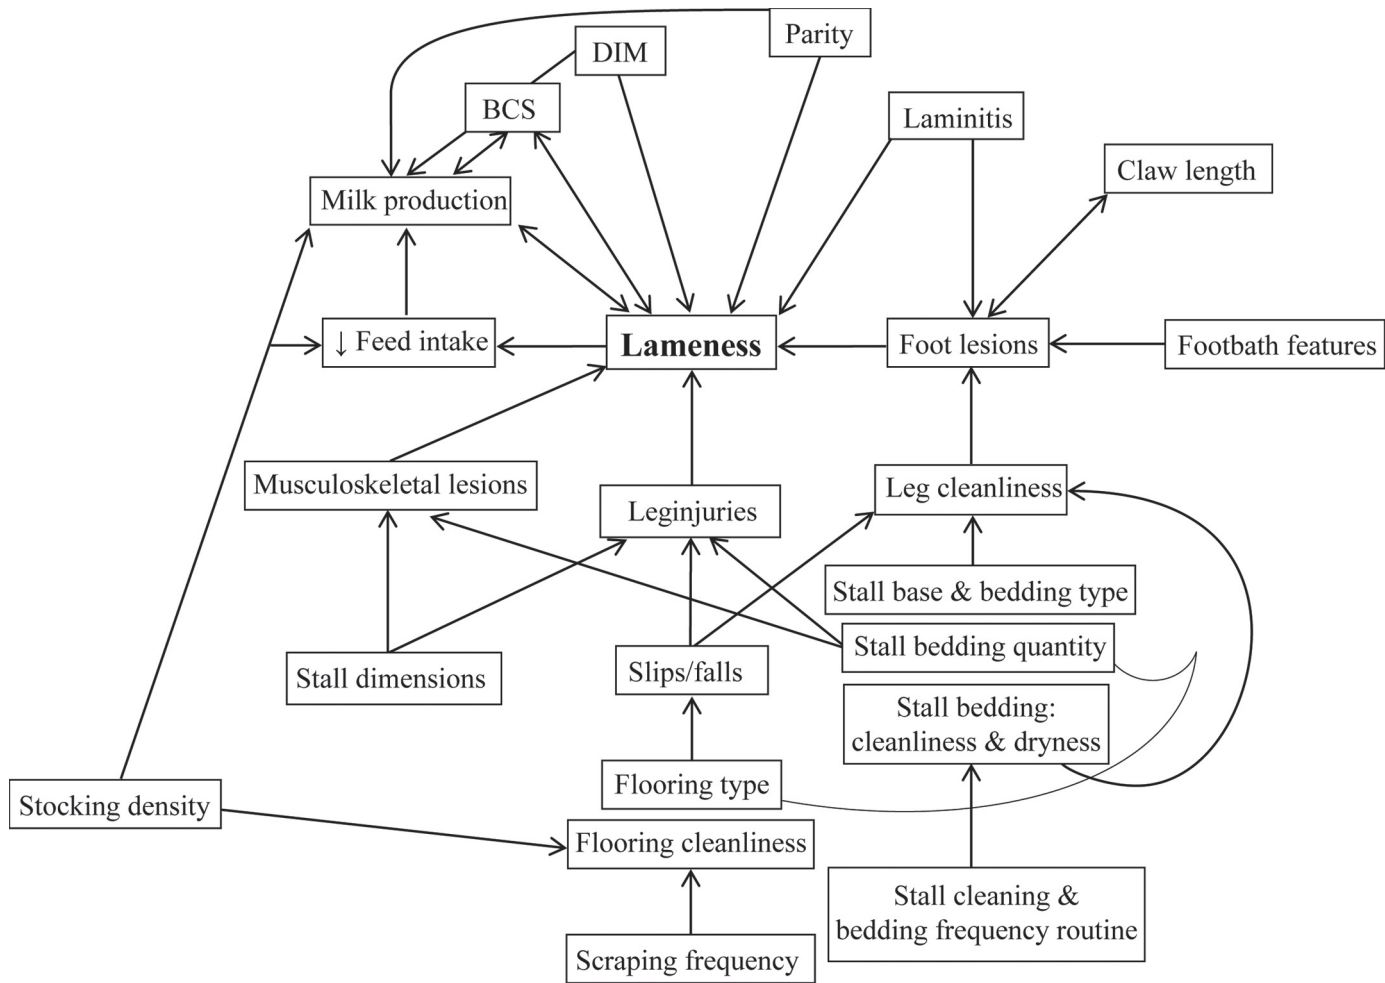 Parity
DIM
BCS
Laminitis
Claw length
Milk production
↓ Feed intake
Lameness
Foot lesions
Footbath features
Musculoskeletal lesions
Leginjuries
Leg cleanliness
Stall base & bedding type
Stall bedding quantity
Stall dimensions
Slips/falls
Stall bedding:
cleanliness & dryness
Flooring type
Stocking density
Flooring cleanliness
Stall cleaning &
bedding frequency routine
Scraping frequency